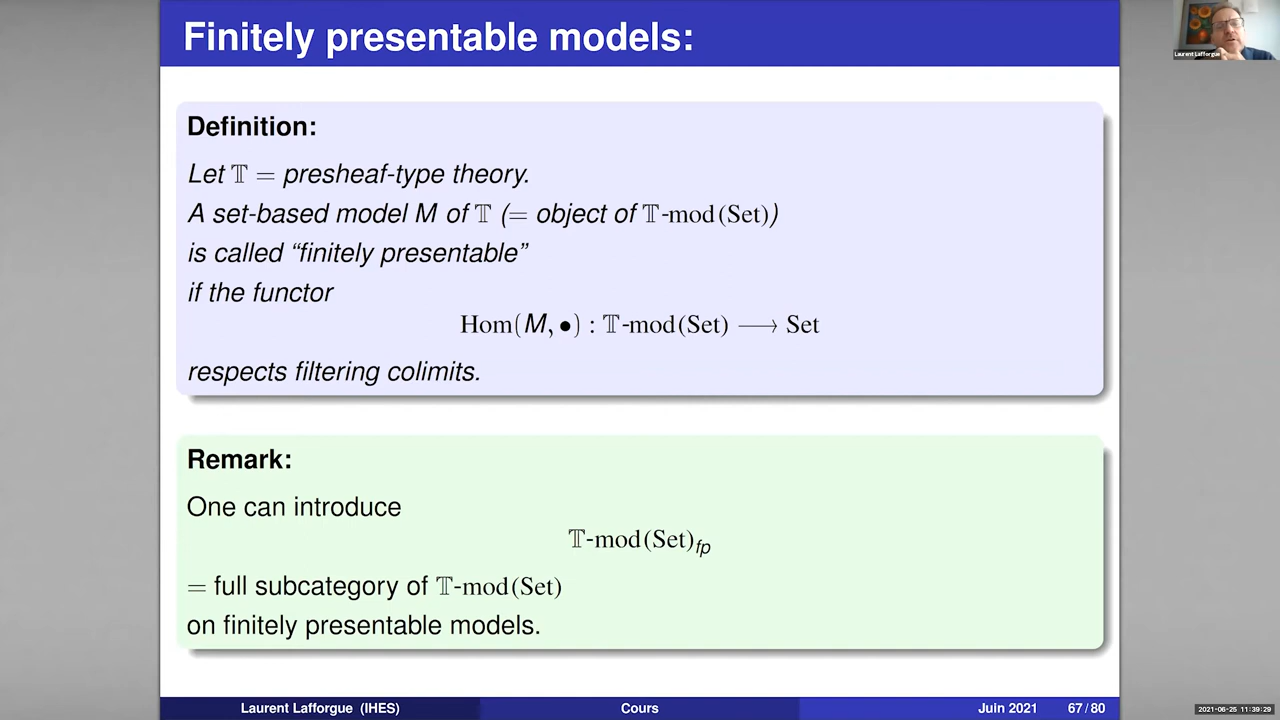 Finitely presentable models:
Laurent Lafforgue
Definition:
Let 𝕋 = presheaf-type theory.
A set-based model M of 𝕋 (= object of 𝕋-mod (Set))
is called “finitely presentable”
if the functor
Hom(M, •) : 𝕋-mod(Set) ⟶ Set
respects filtering colimits.
Remark:
One can introduce
𝕋-mod(Set)fp
= full subcategory of 𝕋-mod (Set)
on finitely presentable models.
Laurent Lafforgue (IHES) Cours Juin 2021 67 / 80
2021-06-25 11:39:29